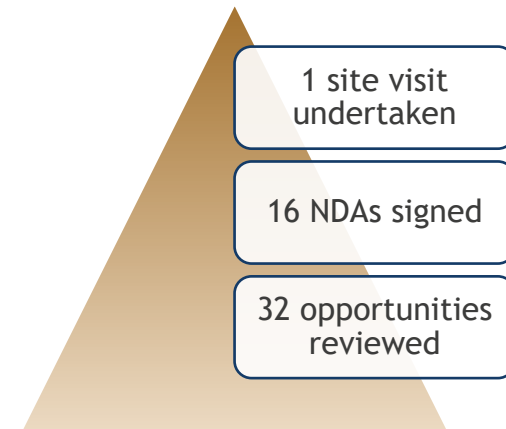 1 site visit
undertaken
16 NDAs signed
32 opportunities
reviewed